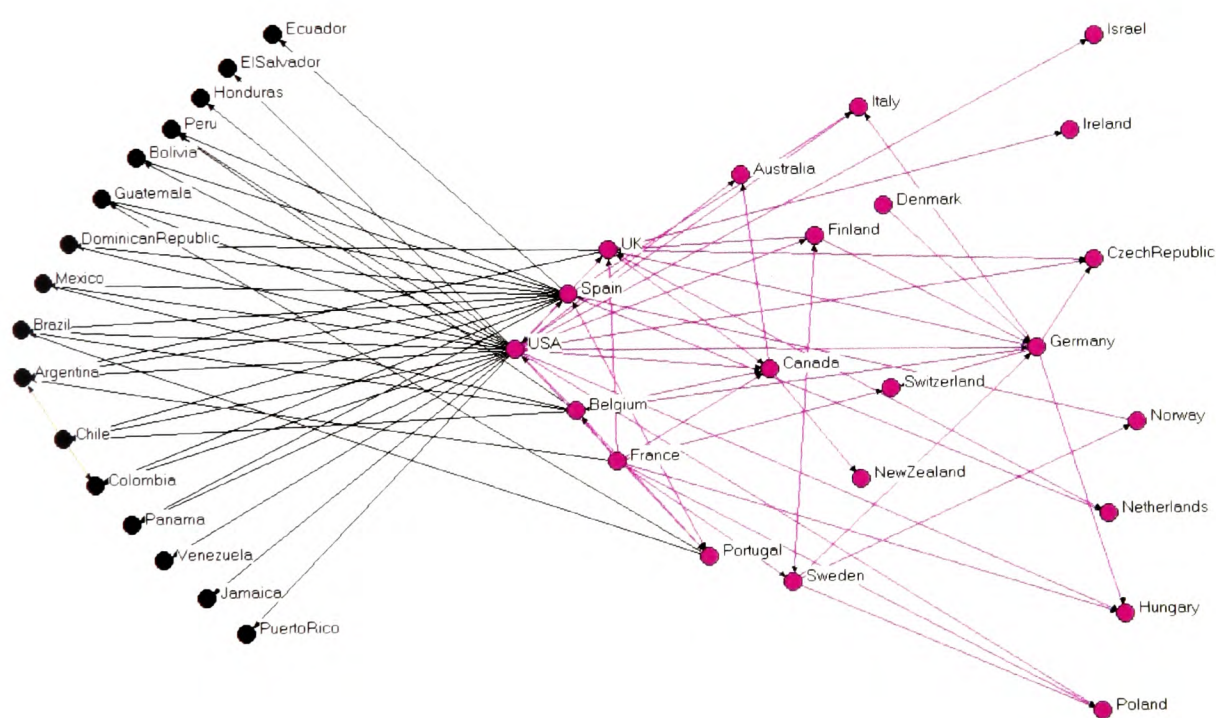 Ecuador
ElSalvador
Honduras
Peru
Bolivia
Guatemala
DominicanRepublic
Mexico
Brazil
Argentina
Chile
Colombia
Panama
Venezuela
Jamaica
PuertoRico
UK
Spain
USA
Belgium
France
Portugal
Italy
Australia
Denmark
Finland
Canada
Switzerland
NewZealand
Sweden
Israel
Ireland
CzechRepublic
Germany
Norway
Netherlands
Hungary
Poland